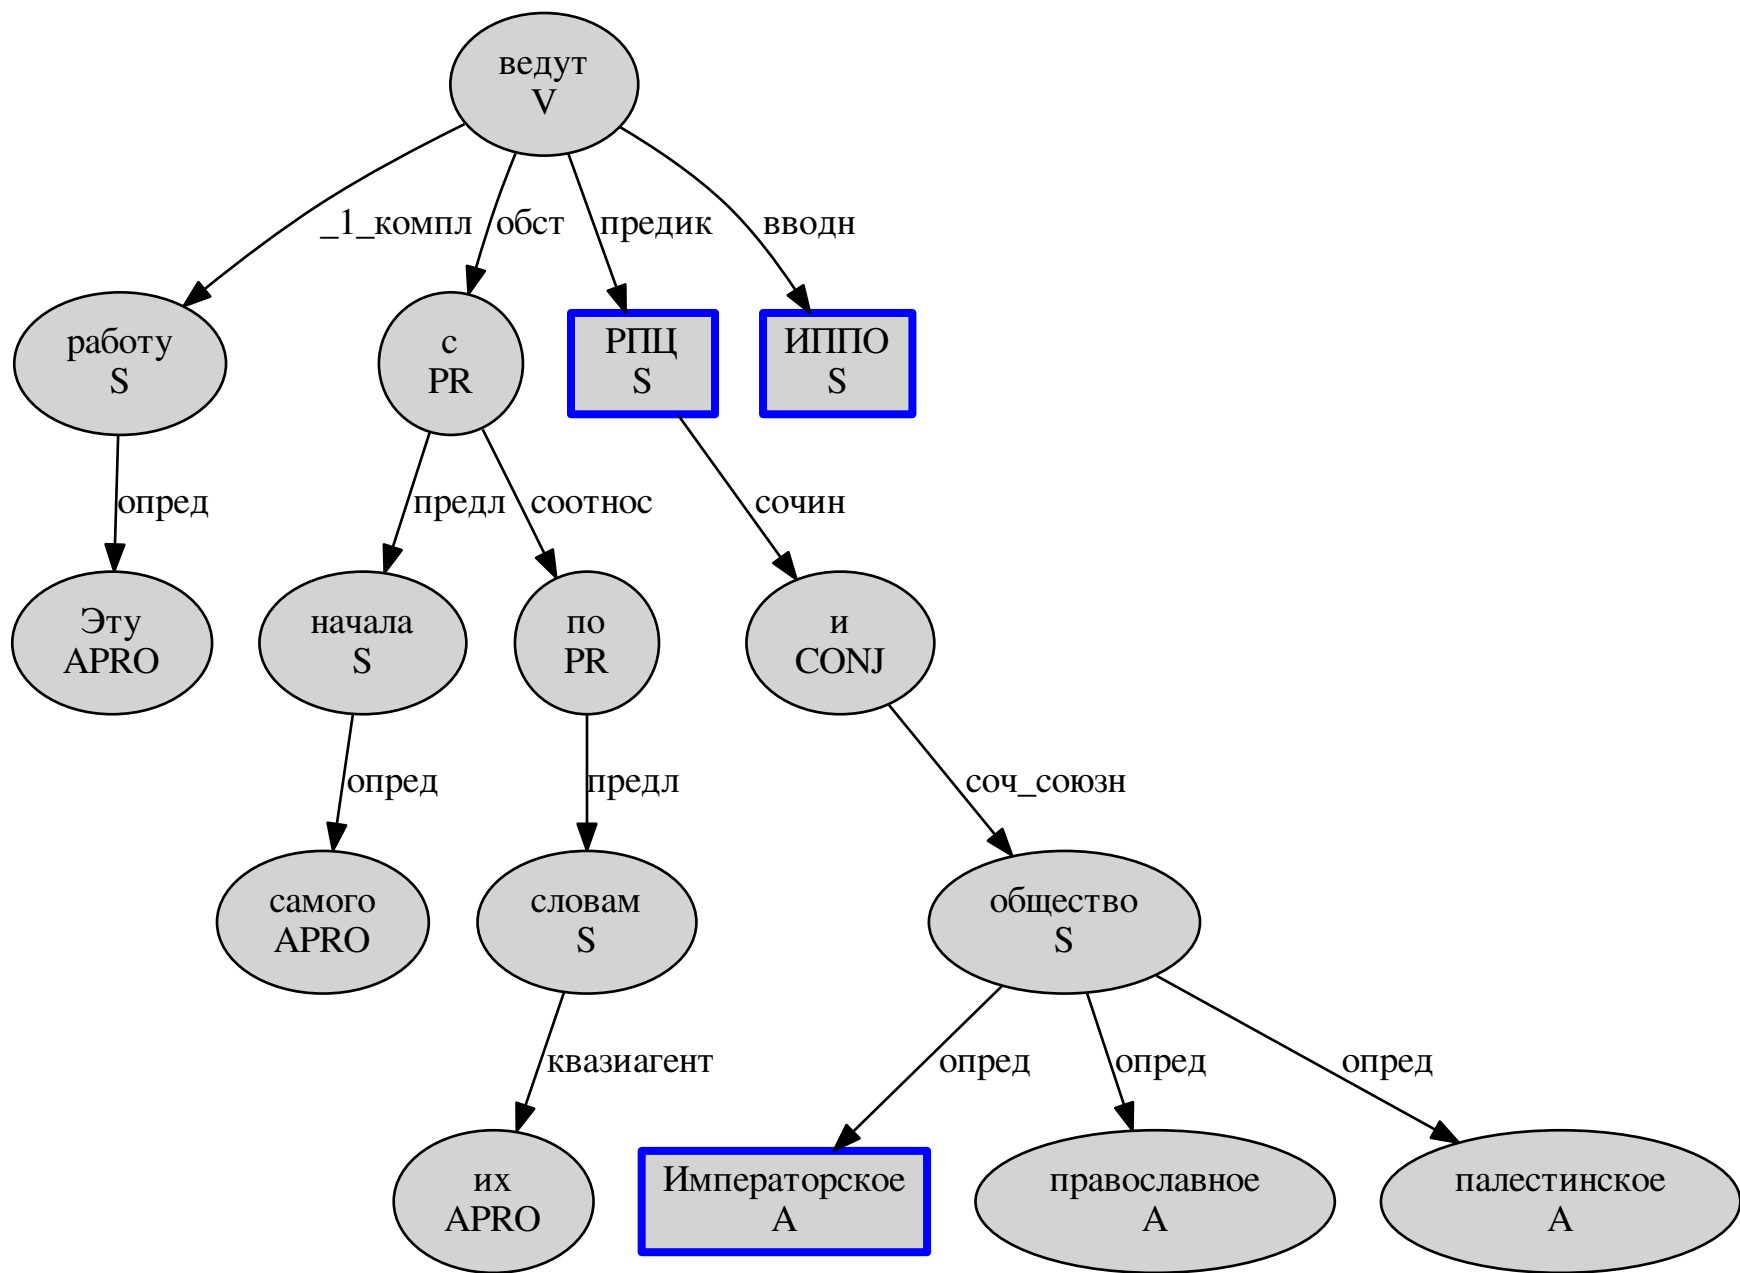 ведут
V
_1_компл
обст
предик
вводн
работу
S
с
PR
РПЦ
S
ИППО
S
опред
предл
соотнос
сочин
Эту
APRO
начала
S
по
PR
и
CONJ
опред
предл
соч_союзн
самого
APRO
словам
S
общество
S
квазиагент
опред
опред
опред
их
APRO
Императорское
A
православное
A
палестинское
A